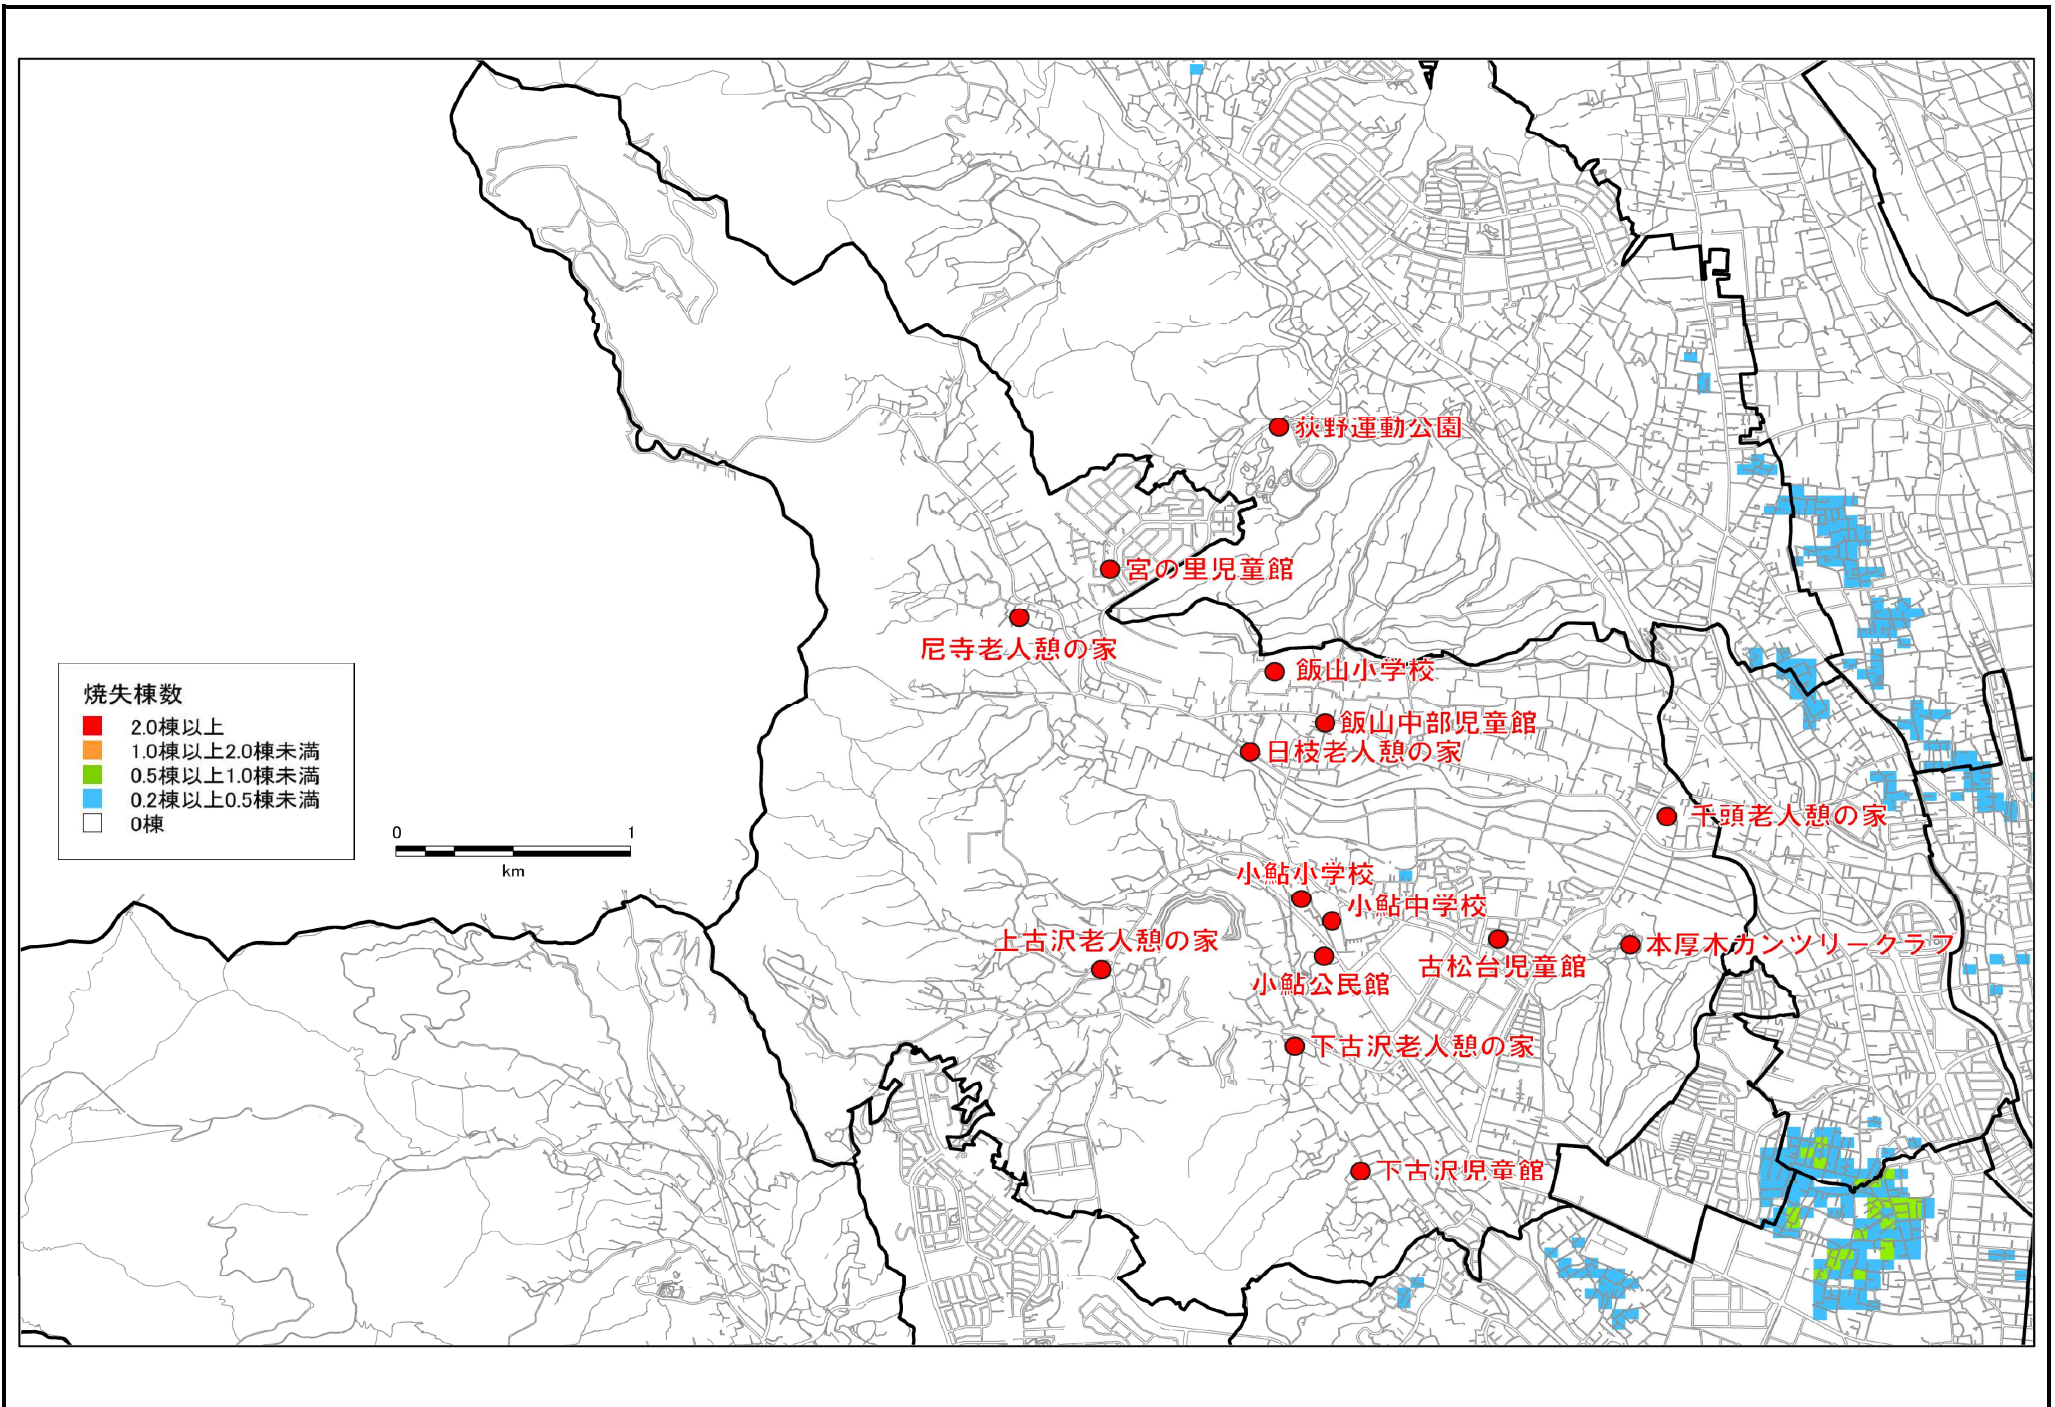 荻野運動公園
宮の里児童館
尼寺老人憩の家
飯山小学校
飯山中部児童館
日枝老人憩の家
千頭老人憩の家
小鮎小学校
小鮎中学校
上古沢老人憩の家
本厚木カンツリークラブ
古松台児童館
小鮎公民館
下古沢老人憩の家
下古沢児童館
焼失棟数
2.0棟以上
1.0棟以上2.0棟未満
0.5棟以上1.0棟未満
0.2棟以上0.5棟未満
0棟
0 1
km